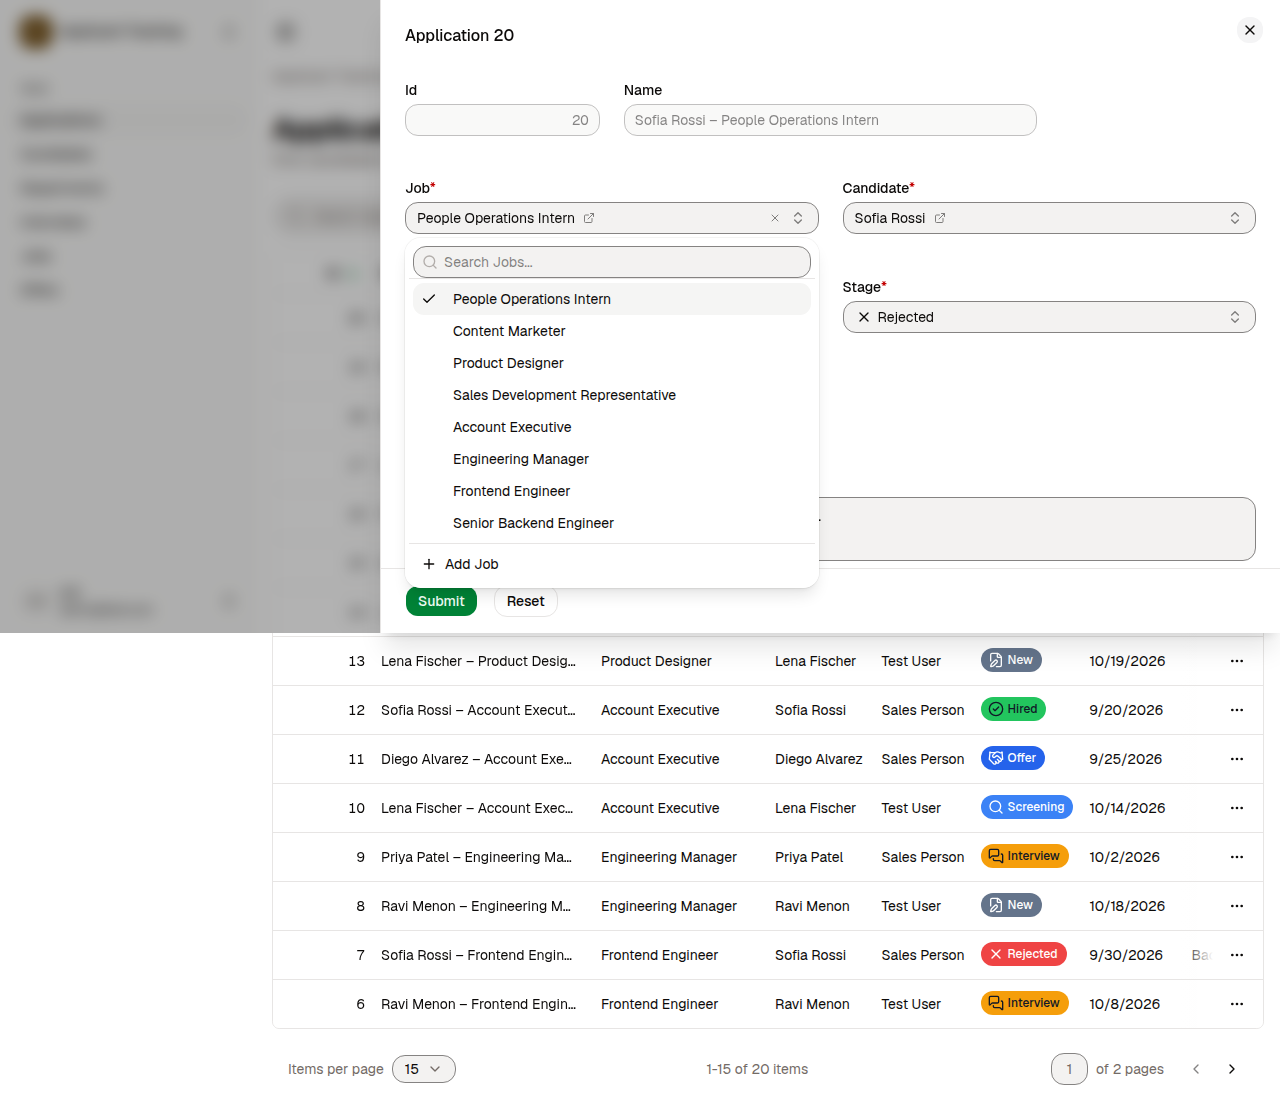 Application 20
Id
Name
20
Sofia Rossi – People Operations Intern
Job*
Candidate*
People Operations Intern
Sofia Rossi
Search Jobs...
People Operations Intern
Stage*
Content Marketer
Rejected
Product Designer
Sales Development Representative
Account Executive
Engineering Manager
Frontend Engineer
Senior Backend Engineer
Add Job
Submit
Reset
13 Lena Fischer – Product Desig... Product Designer Lena Fischer Test User New 10/19/2026
12 Sofia Rossi – Account Execut... Account Executive Sofia Rossi Sales Person Hired 9/20/2026
11 Diego Alvarez – Account Exe... Account Executive Diego Alvarez Sales Person Offer 9/25/2026
10 Lena Fischer – Account Exec... Account Executive Lena Fischer Test User Screening 10/14/2026
9 Priya Patel – Engineering Ma... Engineering Manager Priya Patel Sales Person Interview 10/2/2026
8 Ravi Menon – Engineering M... Engineering Manager Ravi Menon Test User New 10/18/2026
7 Sofia Rossi – Frontend Engin... Frontend Engineer Sofia Rossi Sales Person Rejected 9/30/2026
6 Ravi Menon – Frontend Engin... Frontend Engineer Ravi Menon Test User Interview 10/8/2026
Items per page 15 1-15 of 20 items 1 of 2 pages